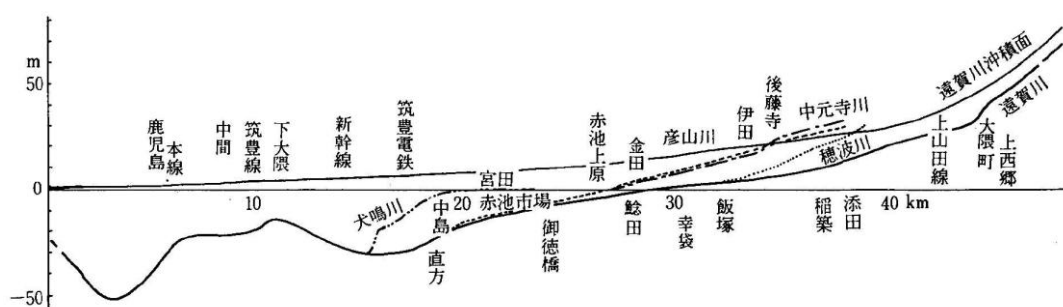 m
50
0
-50
鹿児島本線
中間
筑豊線
下大隈
新幹線
筑豊電鉄
赤池上原
金田
彦山川
伊田
後藤寺
中元寺川
遠賀川沖積面
遠賀川
穂波川
上山田線
大隈町
上西郷
犬鳴川
宮田
赤池市場
中島
直方
御徳橋
鯰田
幸袋
飯塚
稲築
添田
10
20
30
40 km